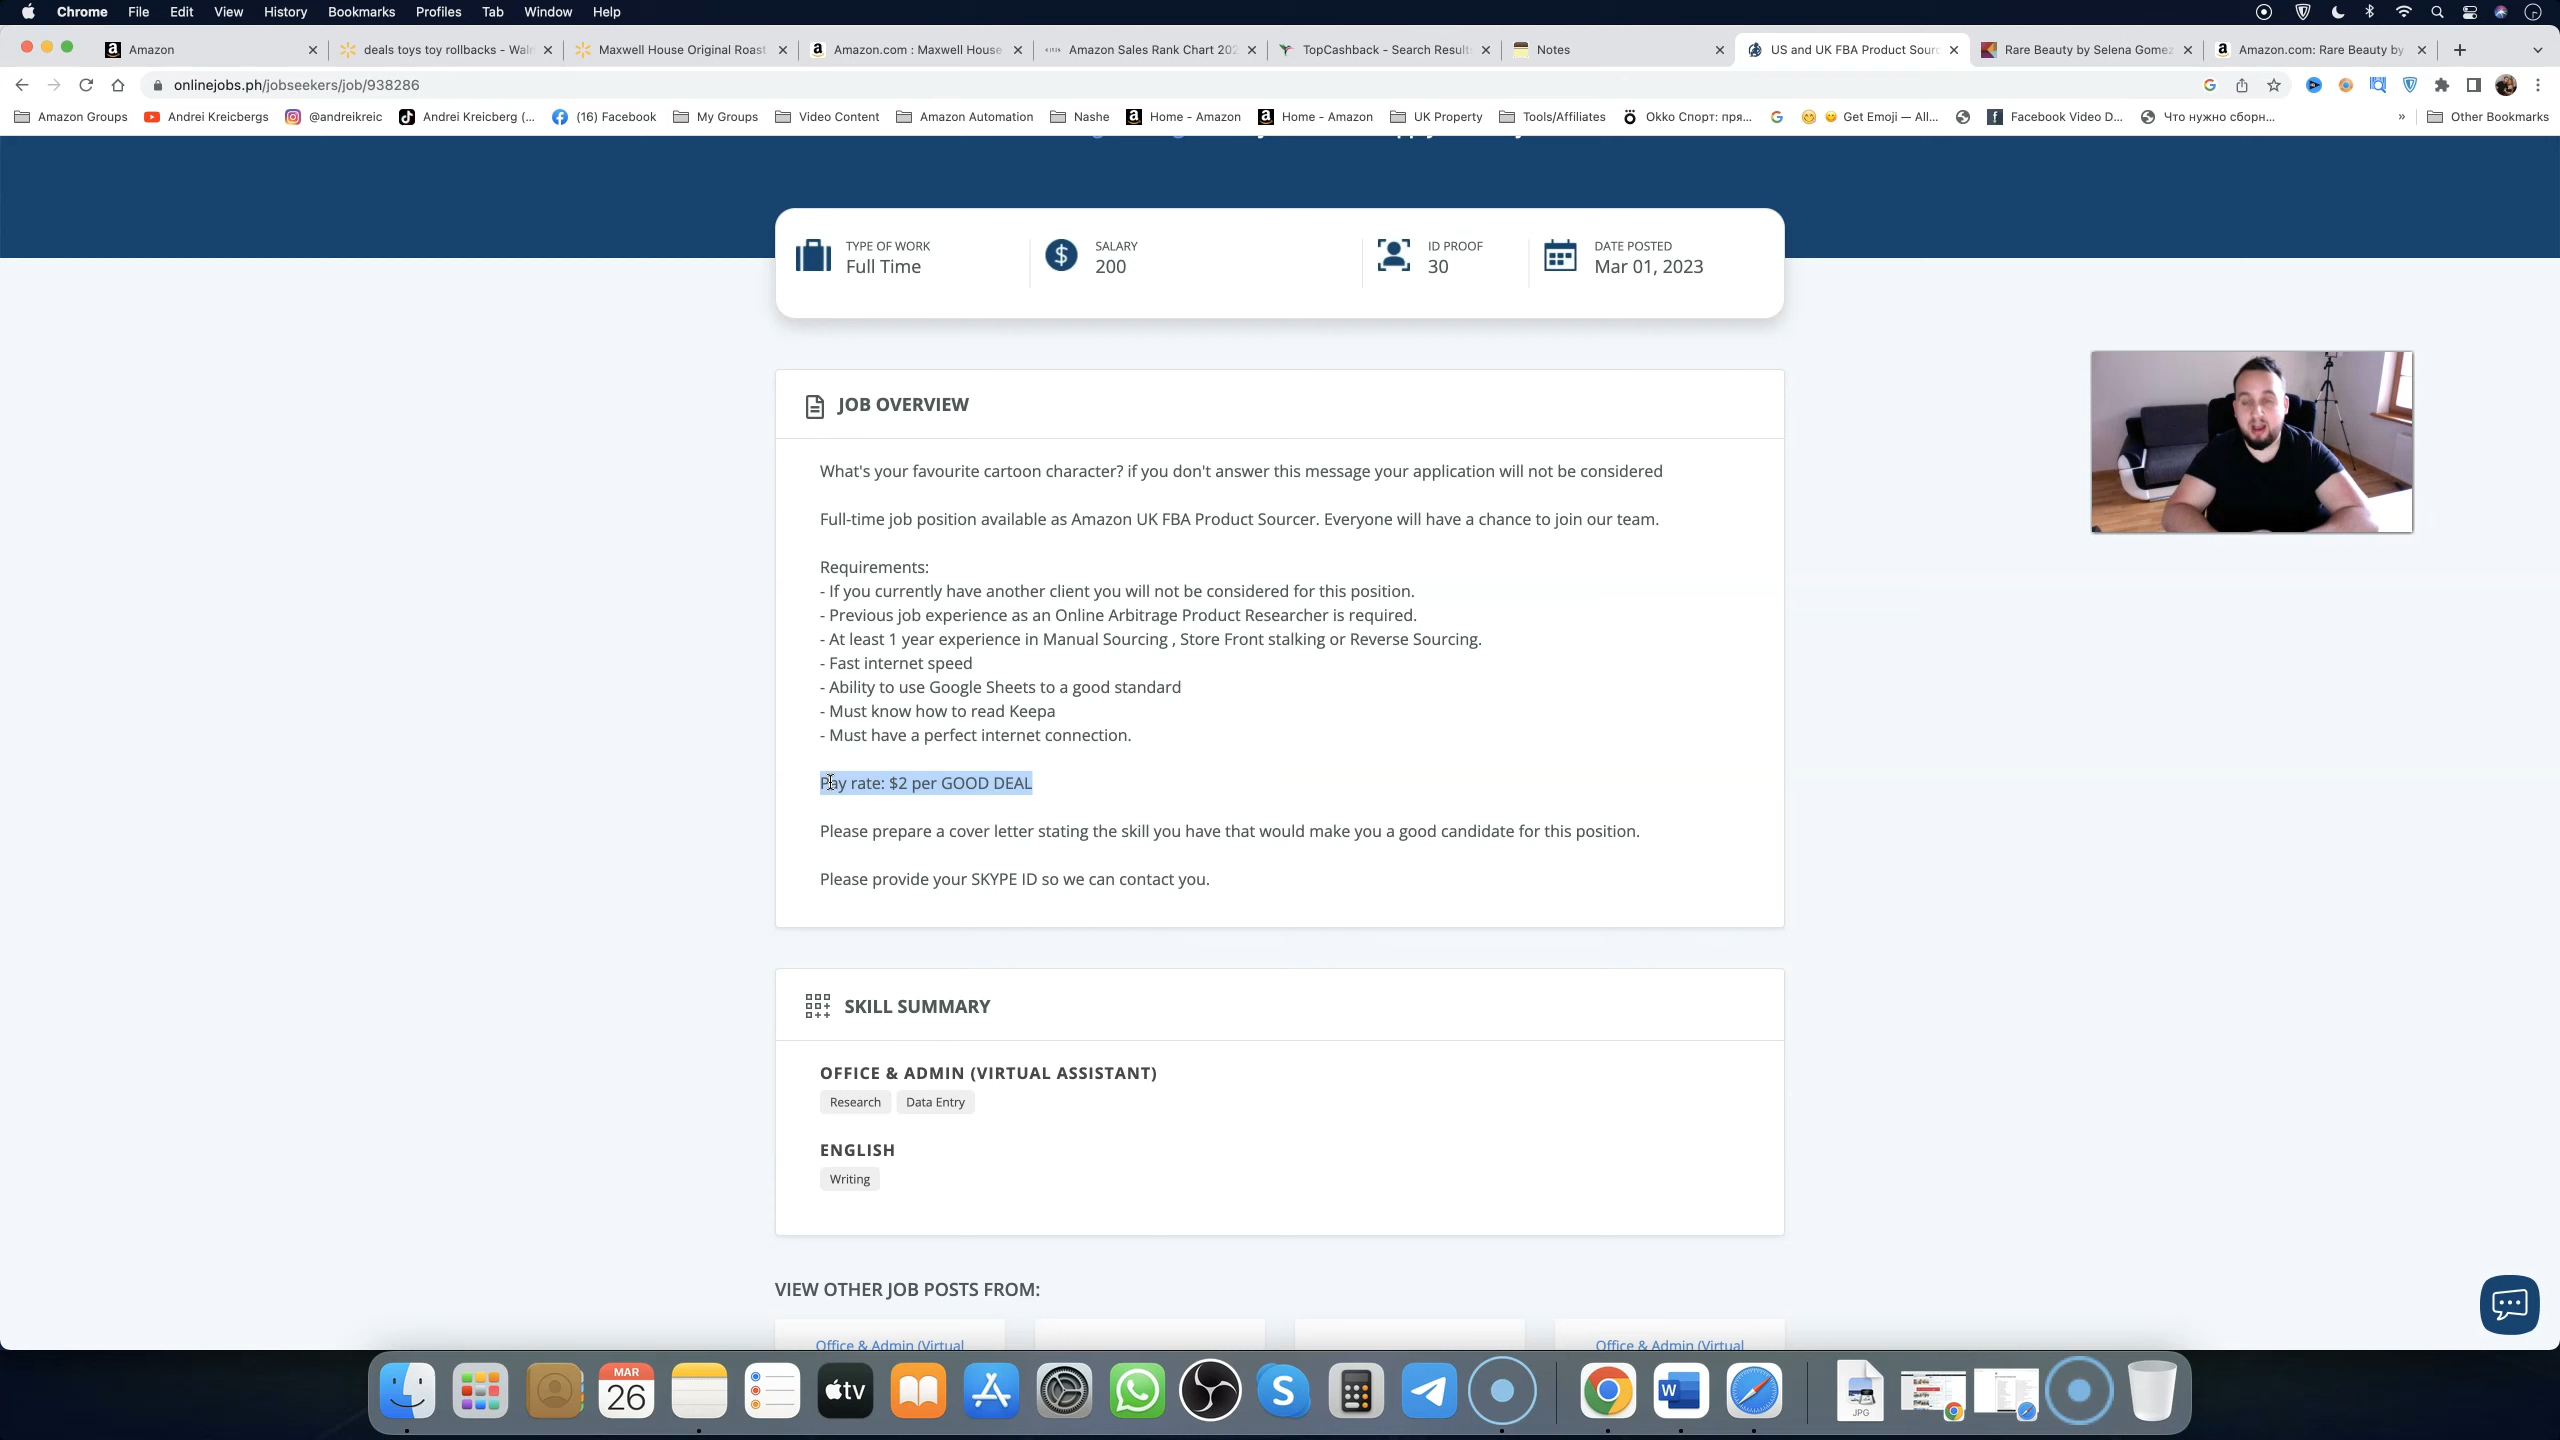 Chrome File Edit View History Bookmarks Profiles Tab Window Help
Amazon
deals toys toy rollbacks - Wal
Maxwell House Original Roast
Amazon.com : Maxwell House
Amazon Sales Rank Chart 202
TopCashback - Search Result
Notes
US and UK FBA Product Sour
Rare Beauty by Selena Gomez
Amazon.com: Rare Beauty by
onlinejobs.ph/jobseekers/job/938286
Amazon Groups
Andrei Kreicbergs
@andreikreic
Andrei Kreicberg (...
(16) Facebook
My Groups
Video Content
Amazon Automation
Nashe
Home - Amazon
Home - Amazon
UK Property
Tools/Affiliates
Okko Спорт: пря...
Get Emoji — All...
Facebook Video D...
Что нужно сборн...
»
Other Bookmarks
TYPE OF WORK
Full Time
SALARY
200
ID PROOF
30
DATE POSTED
Mar 01, 2023
JOB OVERVIEW
What's your favourite cartoon character? if you don't answer this message your application will not be considered
Full-time job position available as Amazon UK FBA Product Sourcer. Everyone will have a chance to join our team.
Requirements:
- If you currently have another client you will not be considered for this position.
- Previous job experience as an Online Arbitrage Product Researcher is required.
- At least 1 year experience in Manual Sourcing , Store Front stalking or Reverse Sourcing.
- Fast internet speed
- Ability to use Google Sheets to a good standard
- Must know how to read Keepa
- Must have a perfect internet connection.
Pay rate: $2 per GOOD DEAL
Please prepare a cover letter stating the skill you have that would make you a good candidate for this position.
Please provide your SKYPE ID so we can contact you.
SKILL SUMMARY
OFFICE & ADMIN (VIRTUAL ASSISTANT)
Research Data Entry
ENGLISH
Writing
VIEW OTHER JOB POSTS FROM:
Office & Admin (Virtual
Office & Admin (Virtual
MAR
26
tv
JPG